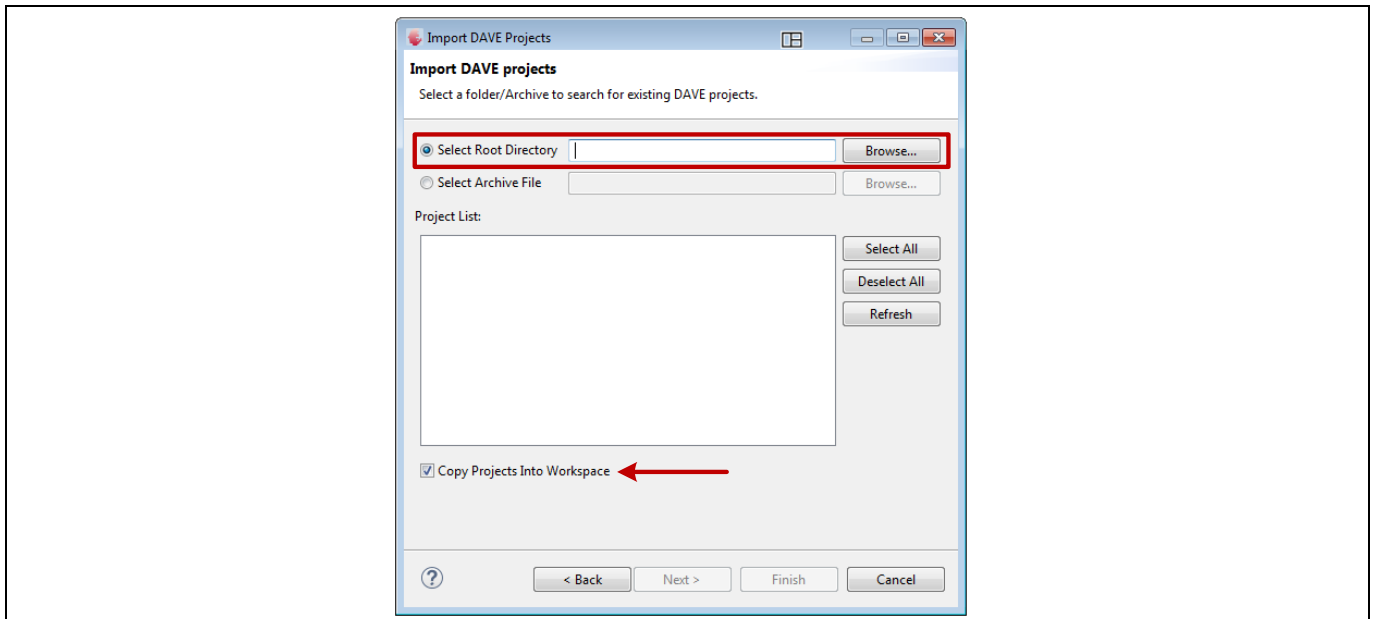 Import DAVE Projects
Import DAVE projects
Select a folder/Archive to search for existing DAVE projects.
Select Root Directory Browse...
Select Archive File Browse...
Project List:
Select All
Deselect All
Refresh
Copy Projects Into Workspace
? < Back Next > Finish Cancel